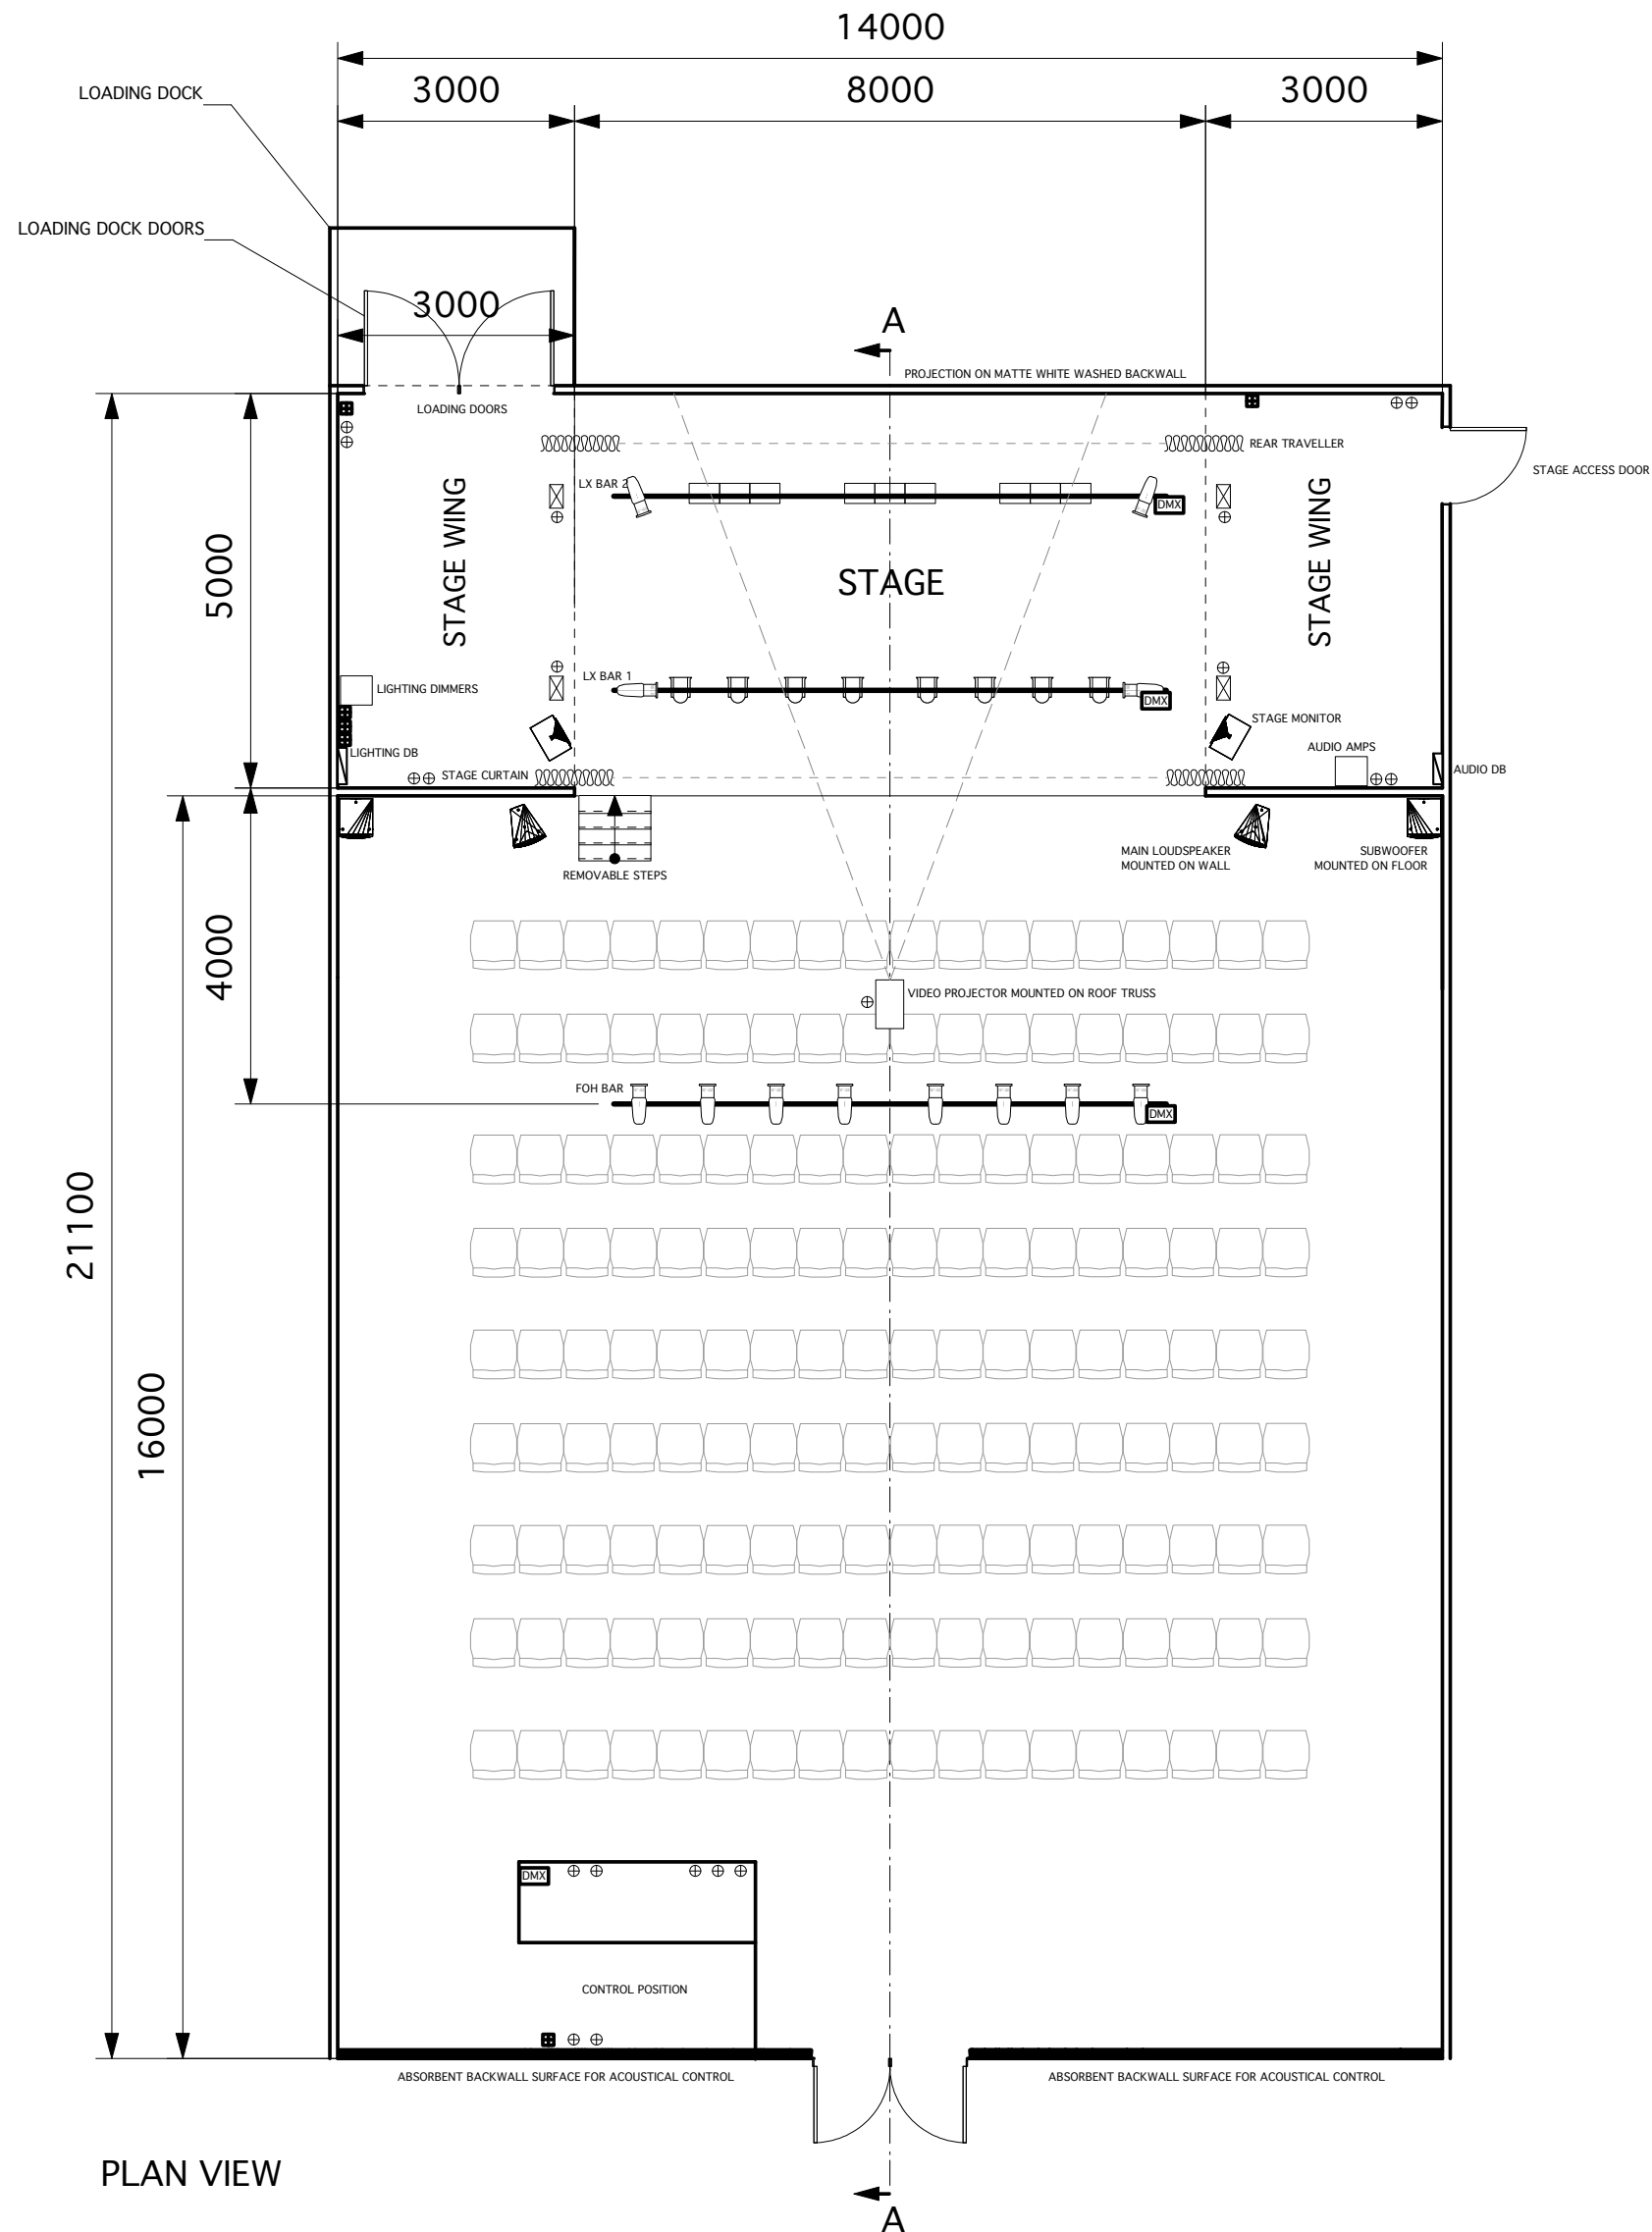 14000
3000
8000
3000
LOADING DOCK
LOADING DOCK DOORS
3000
A
PROJECTION ON MATTE WHITE WASHED BACKWALL
LOADING DOORS
REAR TRAVELLER
STAGE ACCESS DOOR
LX BAR 2
DMX
STAGE WING
STAGE
STAGE WING
5000
LX BAR 1
DMX
LIGHTING DIMMERS
STAGE MONITOR
LIGHTING DB
AUDIO AMPS
STAGE CURTAIN
AUDIO DB
MAIN LOUDSPEAKER
MOUNTED ON WALL
SUBWOOFER
MOUNTED ON FLOOR
REMOVABLE STEPS
4000
VIDEO PROJECTOR MOUNTED ON ROOF TRUSS
FOH BAR
DMX
21100
16000
DMX
CONTROL POSITION
ABSORBENT BACKWALL SURFACE FOR ACOUSTICAL CONTROL
ABSORBENT BACKWALL SURFACE FOR ACOUSTICAL CONTROL
PLAN VIEW
A